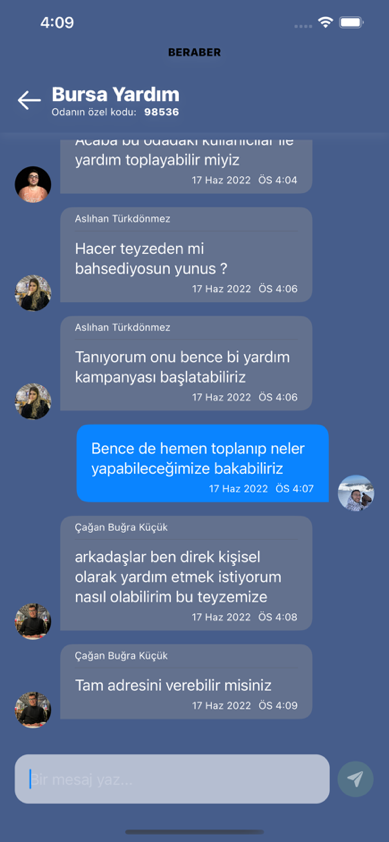 4:09
BERABER
Bursa Yardım
Odanın özel kodu: 98536
Acaba bu odadaki kullanıcılar ile
yardım toplayabilir miyiz
17 Haz 2022 ÖS 4:04
Aslıhan Türkdönmez
Hacer teyzeden mi
bahsediyosun yunus ?
17 Haz 2022 ÖS 4:06
Aslıhan Türkdönmez
Tanıyorum onu bence bi yardım
kampanyası başlatabiliriz
17 Haz 2022 ÖS 4:06
Bence de hemen toplanıp neler
yapabileceğimize bakabiliriz
17 Haz 2022 ÖS 4:07
Çağan Buğra Küçük
arkadaşlar ben direk kişisel
olarak yardım etmek istiyorum
nasıl olabilirim bu teyzemize
17 Haz 2022 ÖS 4:08
Çağan Buğra Küçük
Tam adresini verebilir misiniz
17 Haz 2022 ÖS 4:09
Bir mesaj yaz...